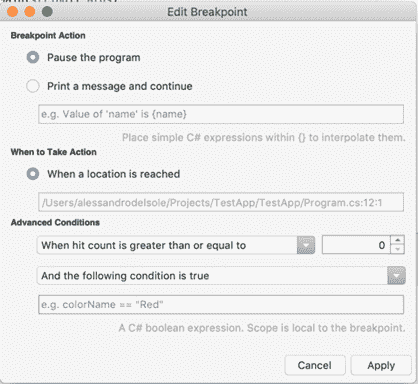 Edit Breakpoint
Breakpoint Action
Pause the program
Print a message and continue
e.g. Value of 'name' is {name}
Place simple C# expressions within {} to interpolate them.
When to Take Action
When a location is reached
/Users/alessandrodelsole/Projects/TestApp/TestApp/Program.cs:12:1
Advanced Conditions
When hit count is greater than or equal to 0
And the following condition is true
e.g. colorName == "Red"
A C# boolean expression. Scope is local to the breakpoint.
Cancel Apply